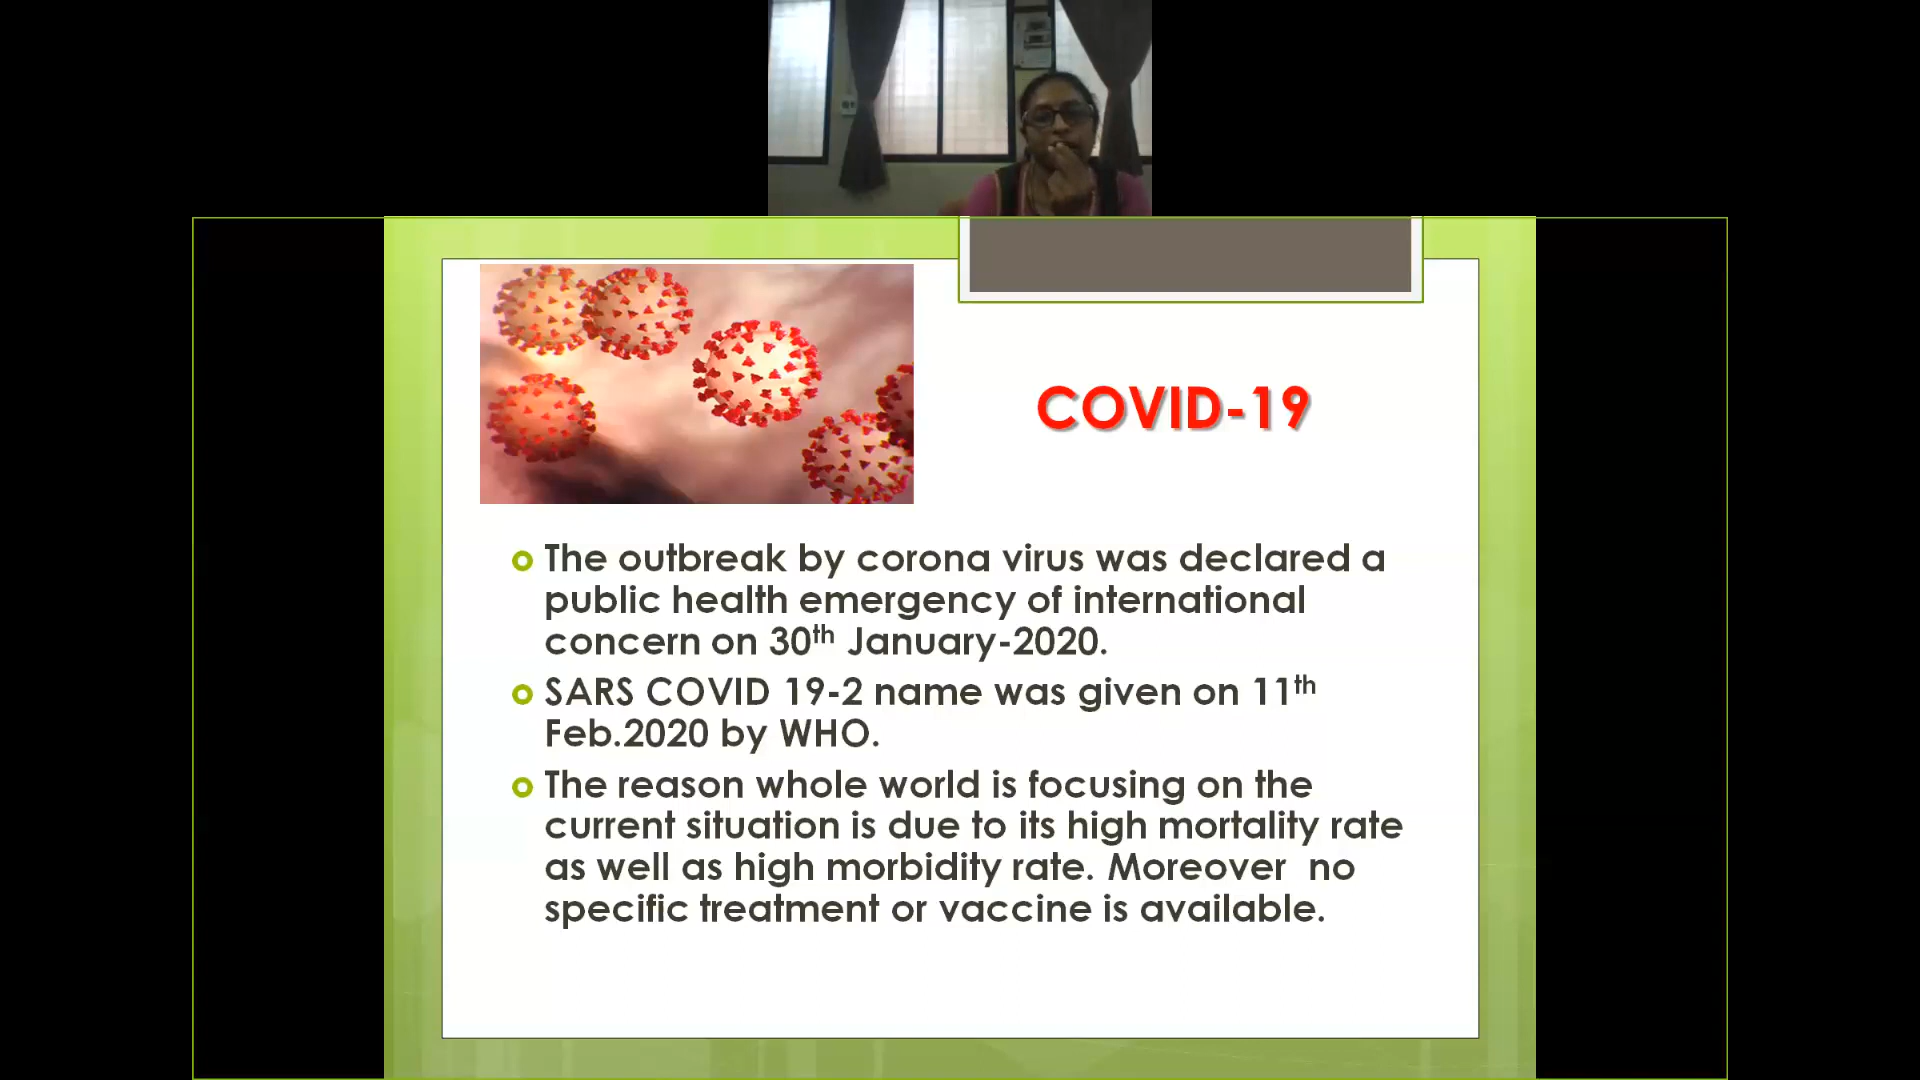 COVID-19
The outbreak by corona virus was declared a
public health emergency of international
concern on 30th January-2020.
SARS COVID 19-2 name was given on 11th
Feb.2020 by WHO.
The reason whole world is focusing on the
current situation is due to its high mortality rate
as well as high morbidity rate. Moreover  no
specific treatment or vaccine is available.